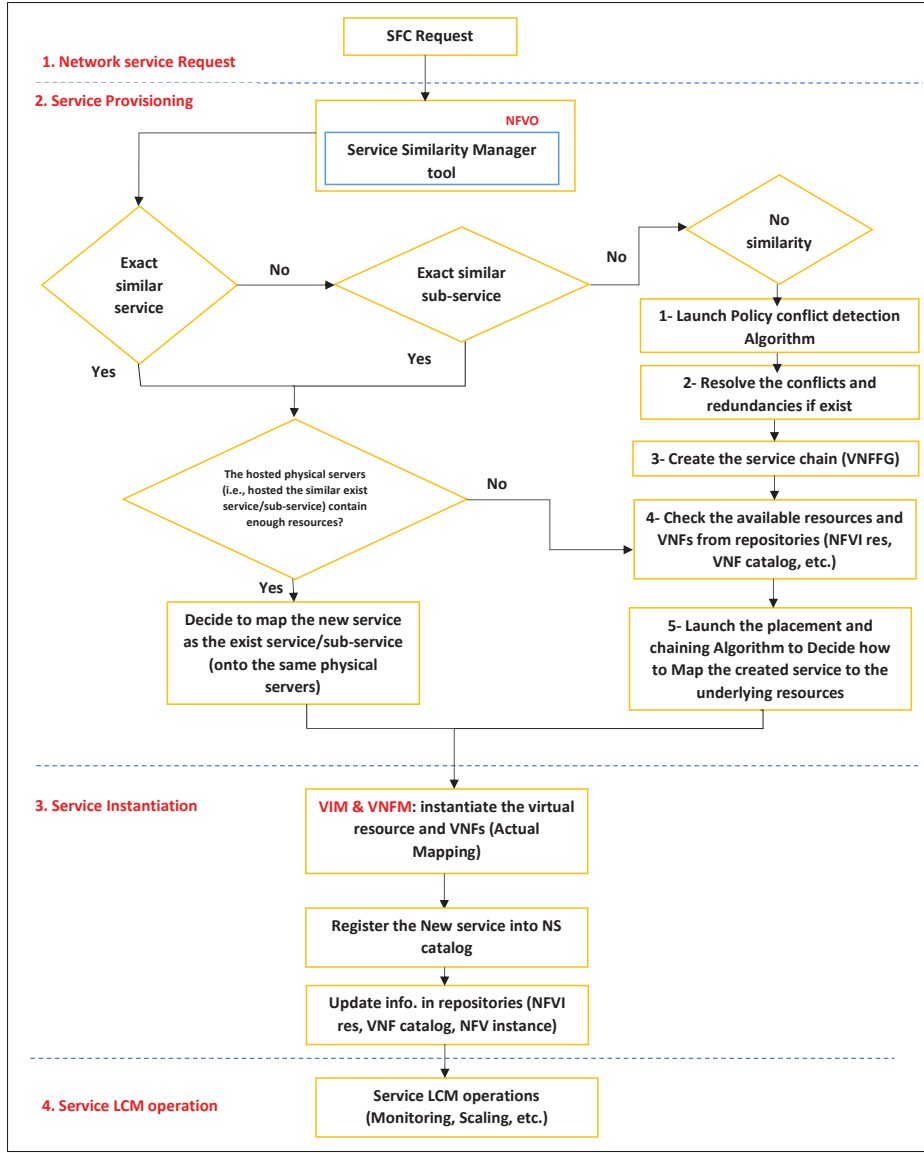 SFC Request
1. Network service Request
2. Service Provisioning
NFVO
Service Similarity Manager
tool
No
similarity
Exact
similar
service
No
Exact similar
sub-service
No
1- Launch Policy conflict detection
Algorithm
Yes
Yes
2- Resolve the conflicts and
redundancies if exist
3- Create the service chain (VNFFG)
The hosted physical servers
(i.e., hosted the similar exist
service/sub-service) contain
enough resources?
No
4- Check the available resources and
VNFs from repositories (NFVI res,
VNF catalog, etc.)
Yes
Decide to map the new service
as the exist service/sub-service
(onto the same physical
servers)
5- Launch the placement and
chaining Algorithm to Decide how
to Map the created service to the
underlying resources
3. Service Instantiation
VIM & VNFM: instantiate the virtual
resource and VNFs (Actual
Mapping)
Register the New service into NS
catalog
Update info. in repositories (NFVI
res, VNF catalog, NFV instance)
4. Service LCM operation
Service LCM operations
(Monitoring, Scaling, etc.)